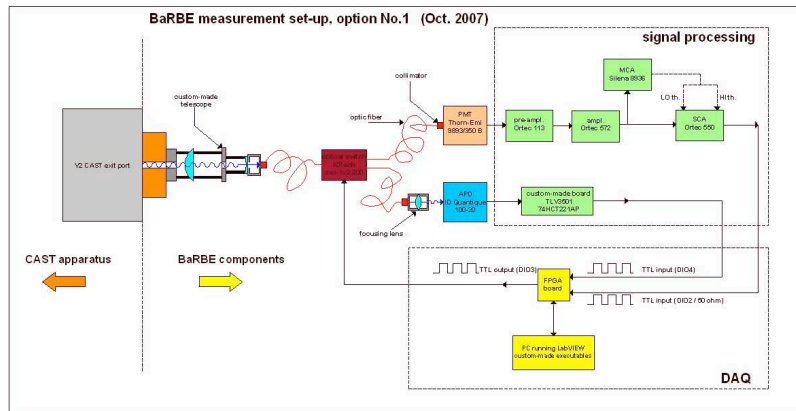 BaRBE measurement set-up, option No.1 (Oct. 2007)
signal processing
collimator
MCA
Silena 8936
custom-made
telescope
optic fiber
LO th.
HI th.
PMT
Thorn-Emi
9893/350 B
pre-ampl.
Ortec 113
ampl.
Ortec 572
SCA
Ortec 550
V2 CAST exit port
optical switch
APD
ID Quantique
100-20
custom-made board
TLV3501
74HCT221AP
focusing lens
CAST apparatus
BaRBE components
TTL output (DIO3)
TTL input (DIO4)
FPGA
board
TTL input (DIO2 / 50 ohm)
PC running LabVIEW
custom-made executables
DAQ